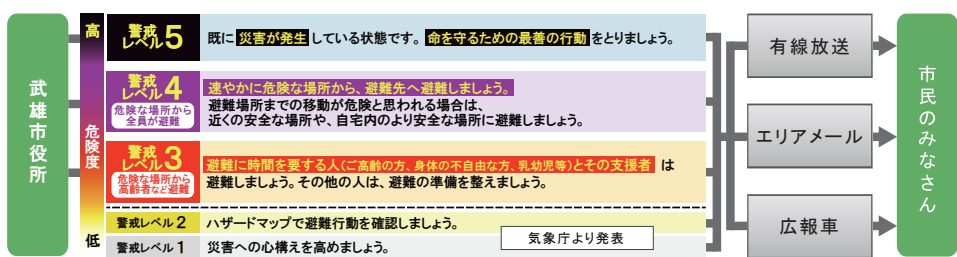 武雄市役所
高
危険度
低
警戒レベル5
既に災害が発生している状態です。命を守るための最善の行動をとりましょう。
警戒レベル4
危険な場所から
全員が避難
速やかに危険な場所から、避難先へ避難しましょう。
避難場所までの移動が危険と思われる場合は、
近くの安全な場所や、自宅内のより安全な場所に避難しましょう。
警戒レベル3
危険な場所から
高齢者など避難
避難に時間を要する人(ご高齢の方、身体の不自由な方、乳幼児等)とその支援者 は
避難しましょう。その他の人は、避難の準備を整えましょう。
警戒レベル2
ハザードマップで避難行動を確認しましょう。
警戒レベル1
災害への心構えを高めましょう。
気象庁より発表
有線放送
エリアメール
広報車
市民のみなさん